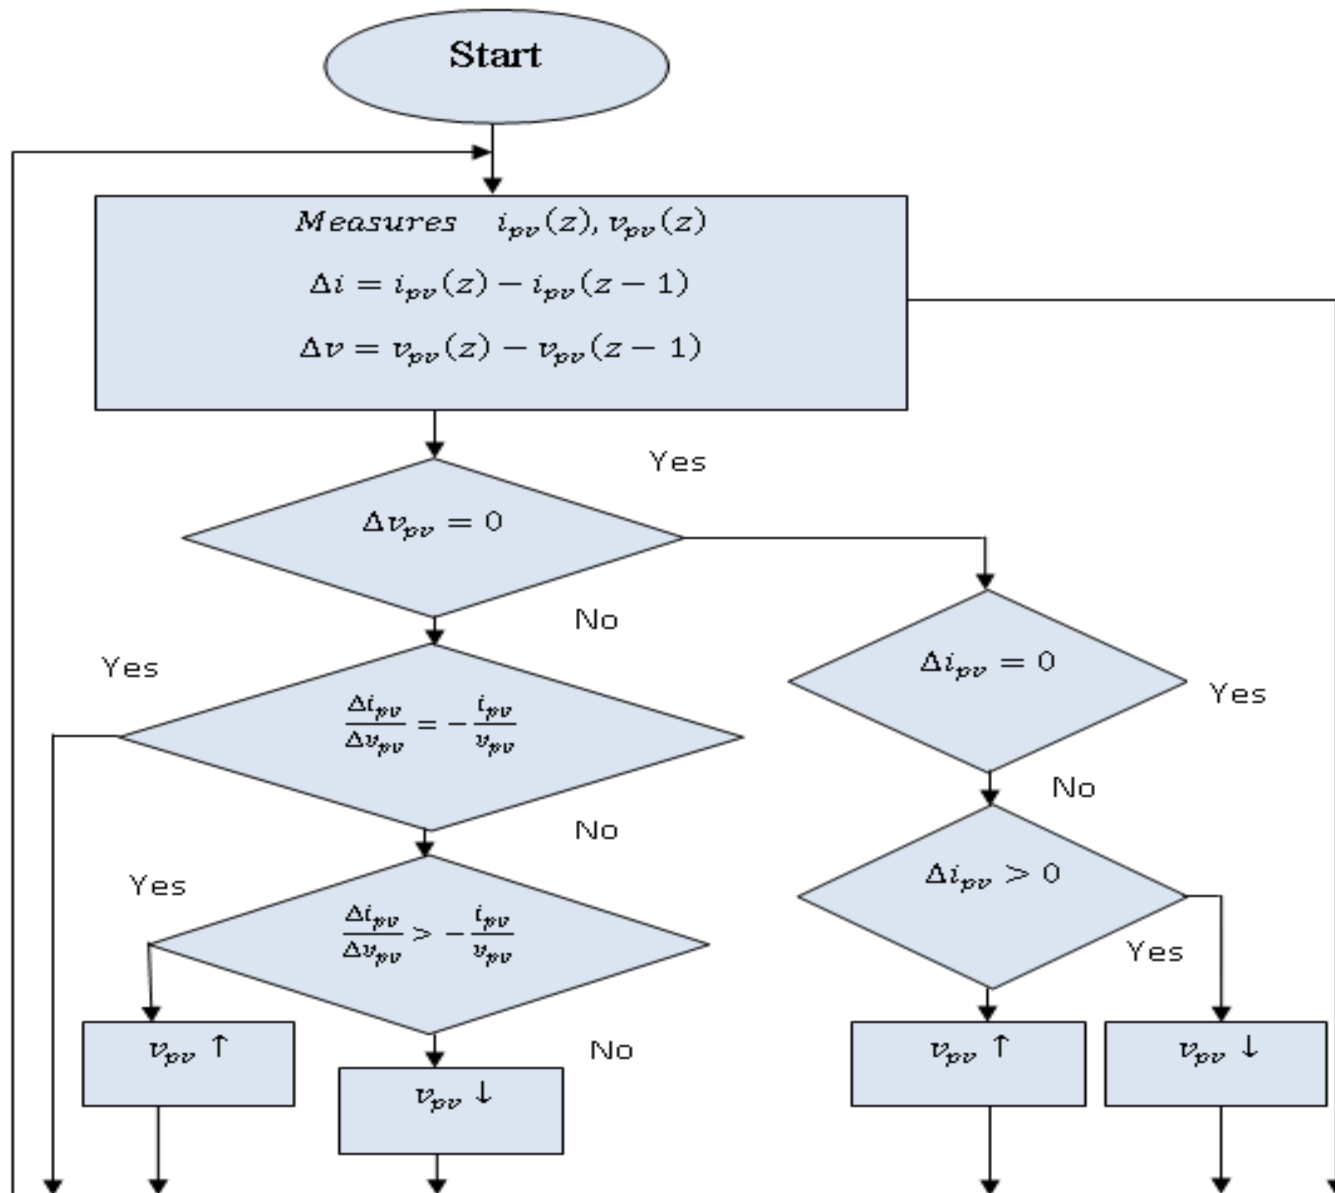 Start
Measures i_pv(z), v_pv(z)
Δi = i_pv(z) − i_pv(z − 1)
Δv = v_pv(z) − v_pv(z − 1)
Yes
Δv_pv = 0
No
Yes
Δi_pv = 0
Yes
Δi_pv/Δv_pv = − i_pv/v_pv
No
No
Δi_pv > 0
Yes
Δi_pv/Δv_pv > − i_pv/v_pv
Yes
v_pv ↑
No
v_pv ↓
v_pv ↑
v_pv ↓